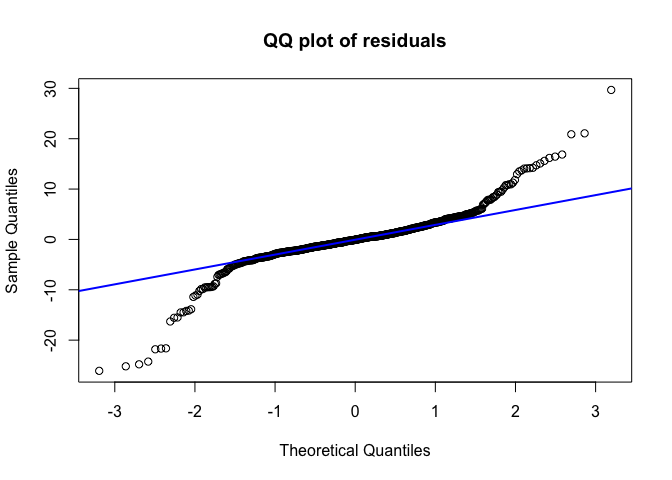 QQ plot of residuals
Sample Quantiles
30
20
10
0
-10
-20
-3 -2 -1 0 1 2 3
Theoretical Quantiles